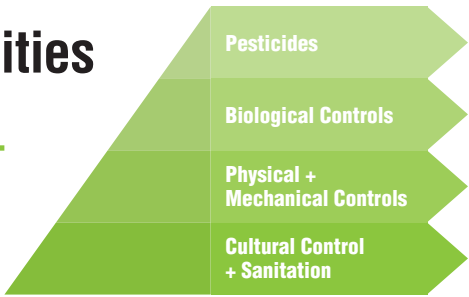 ities
Pesticides
Biological Controls
Physical +
Mechanical Controls
Cultural Control
+ Sanitation